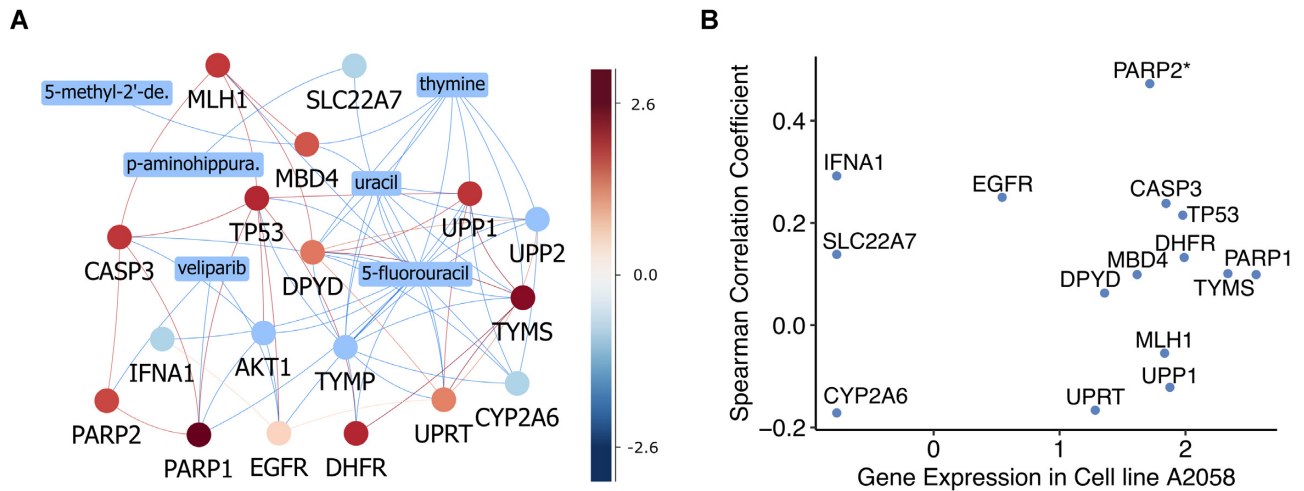 A
B
MLH1
SLC22A7
thymine
5-methyl-2'-de.
MBD4
p-aminohippura.
uracil
TP53
UPP1
UPP2
CASP3
veliparib
DPYD
5-fluorouracil
TYMS
IFNA1
AKT1
TYMP
CYP2A6
PARP2
PARP1
EGFR
DHFR
UPRT
2.6
0.0
-2.6
Spearman Correlation Coefficient
0.4
0.2
0.0
−0.2
PARP2*
IFNA1
EGFR
CASP3
TP53
SLC22A7
DHFR
MBD4
PARP1
DPYD
TYMS
MLH1
UPP1
CYP2A6
UPRT
0
1
2
Gene Expression in Cell line A2058